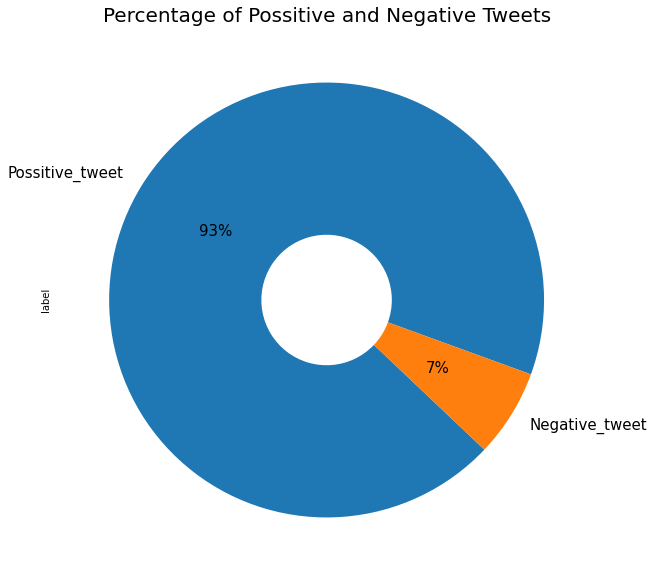 Percentage of Possitive and Negative Tweets
Possitive_tweet
93%
label
7%
Negative_tweet